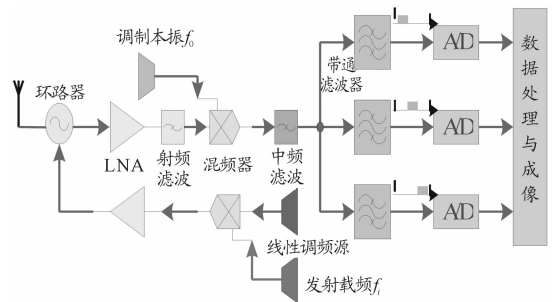 调制本振f0
环路器
LNA
射频
滤波
混频器
中频
滤波
带通
滤波器
A/D
A/D
A/D
数据处理与成像
线性调频源
发射载频fi